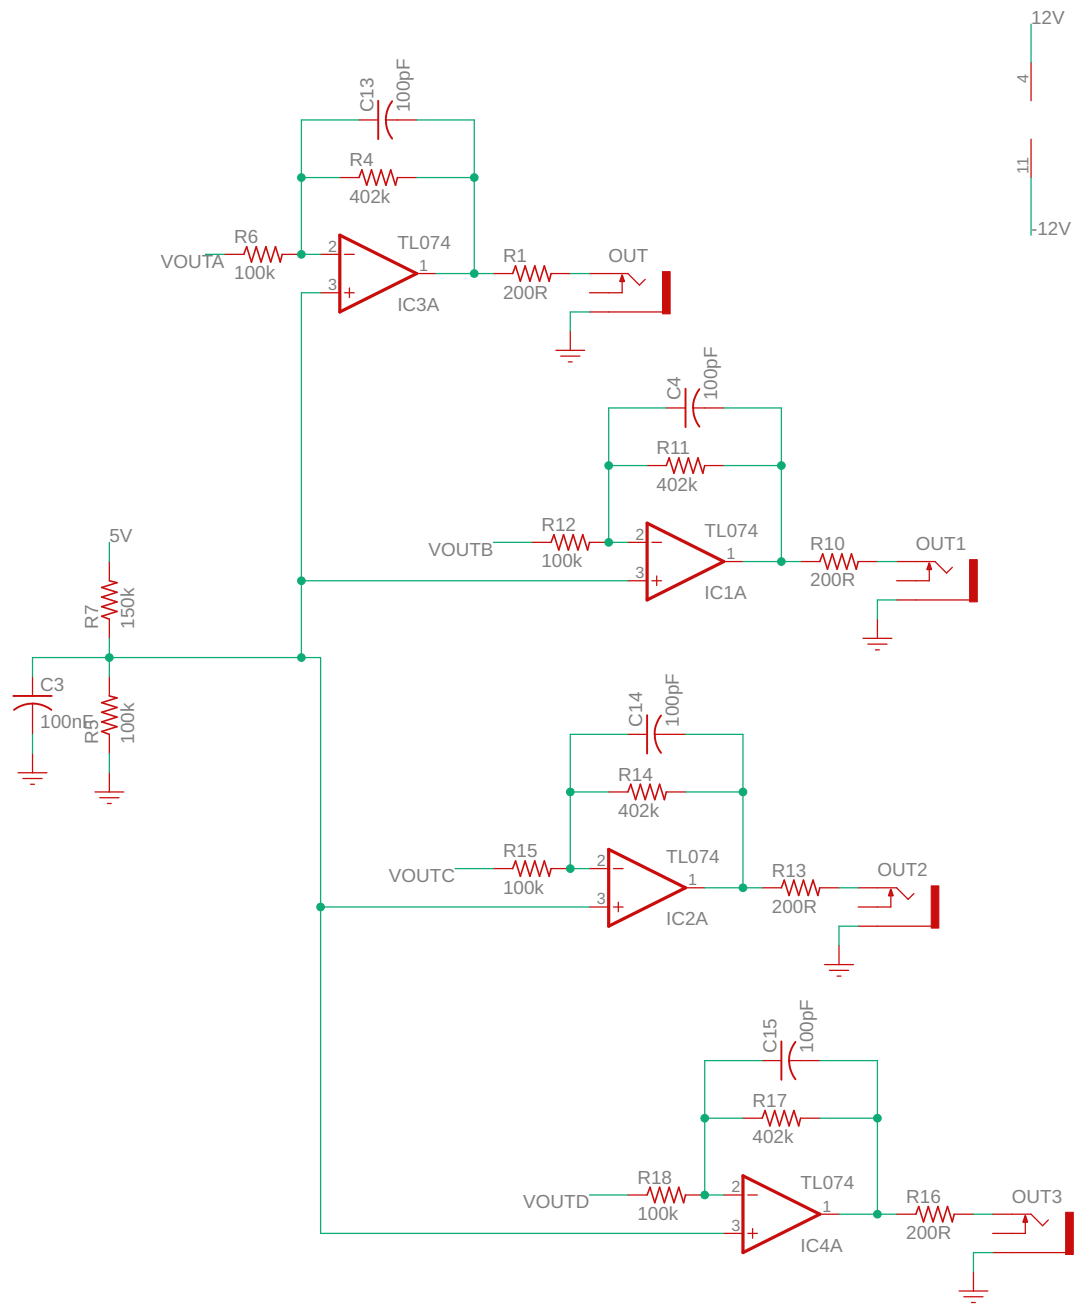 12V
4
11
-12V
C13
100pF
R4
402k
VOUTA
R6
100k
2
3
1
TL074
IC3A
R1
200R
OUT
C4
100pF
R11
402k
VOUTB
R12
100k
2
3
1
TL074
IC1A
R10
200R
OUT1
5V
R7
150k
C3
100nF
R5
100k
C14
100pF
R14
402k
VOUTC
R15
100k
2
3
1
TL074
IC2A
R13
200R
OUT2
C15
100pF
R17
402k
VOUTD
R18
100k
2
3
1
TL074
IC4A
R16
200R
OUT3